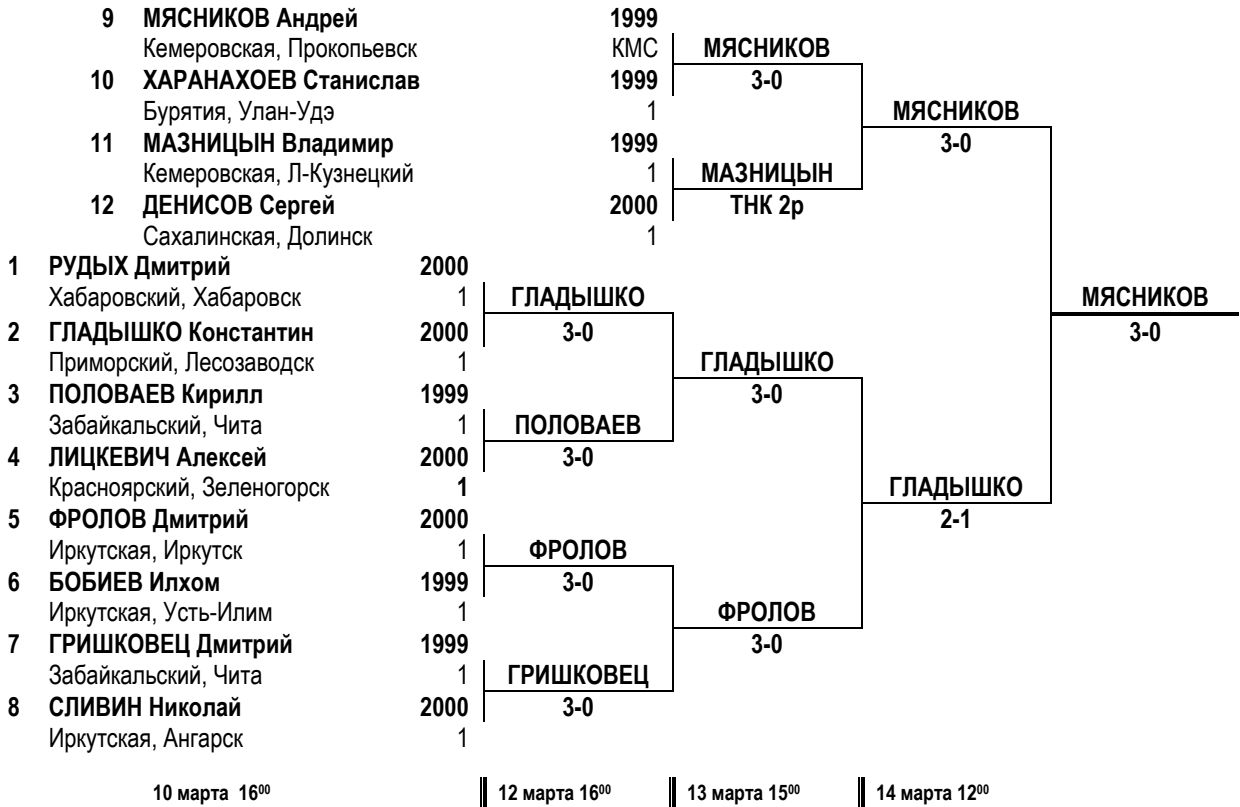 9 МЯСНИКОВ Андрей 1999
Кемеровская, Прокопьевск КМС МЯСНИКОВ
10 ХАРАНАХОЕВ Станислав 1999 3-0
Бурятия, Улан-Удэ 1 МЯСНИКОВ
11 МАЗНИЦЫН Владимир 1999 3-0
Кемеровская, Л-Кузнецкий 1 МАЗНИЦЫН
12 ДЕНИСОВ Сергей 2000 ТНК 2р
Сахалинская, Долинск 1
1 РУДЫХ Дмитрий 2000
Хабаровский, Хабаровск 1 ГЛАДЫШКО МЯСНИКОВ
2 ГЛАДЫШКО Константин 2000 3-0 3-0
Приморский, Лесозаводск 1 ГЛАДЫШКО
3 ПОЛОВАЕВ Кирилл 1999 3-0
Забайкальский, Чита 1 ПОЛОВАЕВ
4 ЛИЦКЕВИЧ Алексей 2000 3-0
Красноярский, Зеленогорск 1 ГЛАДЫШКО
5 ФРОЛОВ Дмитрий 2000 2-1
Иркутская, Иркутск 1 ФРОЛОВ
6 БОБИЕВ Илхом 1999 3-0
Иркутская, Усть-Илим 1 ФРОЛОВ
7 ГРИШКОВЕЦ Дмитрий 1999 3-0
Забайкальский, Чита 1 ГРИШКОВЕЦ
8 СЛИВИН Николай 2000 3-0
Иркутская, Ангарск 1
10 марта 16⁰⁰ 12 марта 16⁰⁰ 13 марта 15⁰⁰ 14 марта 12⁰⁰